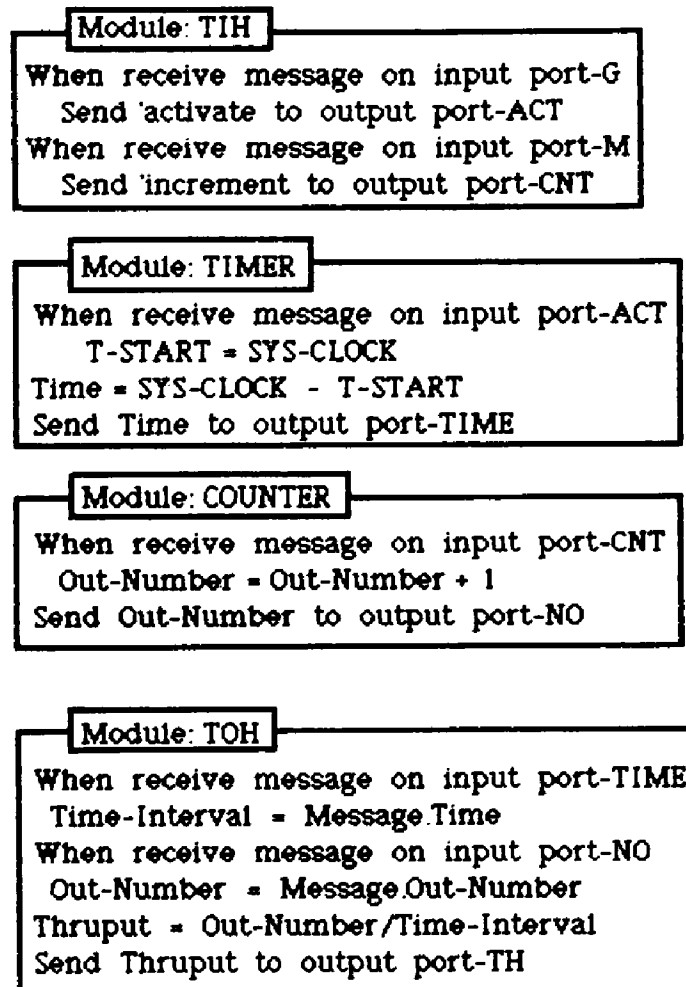 Module: TIH
When receive message on input port-G
Send 'activate to output port-ACT
When receive message on input port-M
Send 'increment to output port-CNT
Module: TIMER
When receive message on input port-ACT
T-START = SYS-CLOCK
Time = SYS-CLOCK - T-START
Send Time to output port-TIME
Module: COUNTER
When receive message on input port-CNT
Out-Number = Out-Number + 1
Send Out-Number to output port-NO
Module: TOH
When receive message on input port-TIME
Time-Interval = Message.Time
When receive message on input port-NO
Out-Number = Message.Out-Number
Thruput = Out-Number/Time-Interval
Send Thruput to output port-TH